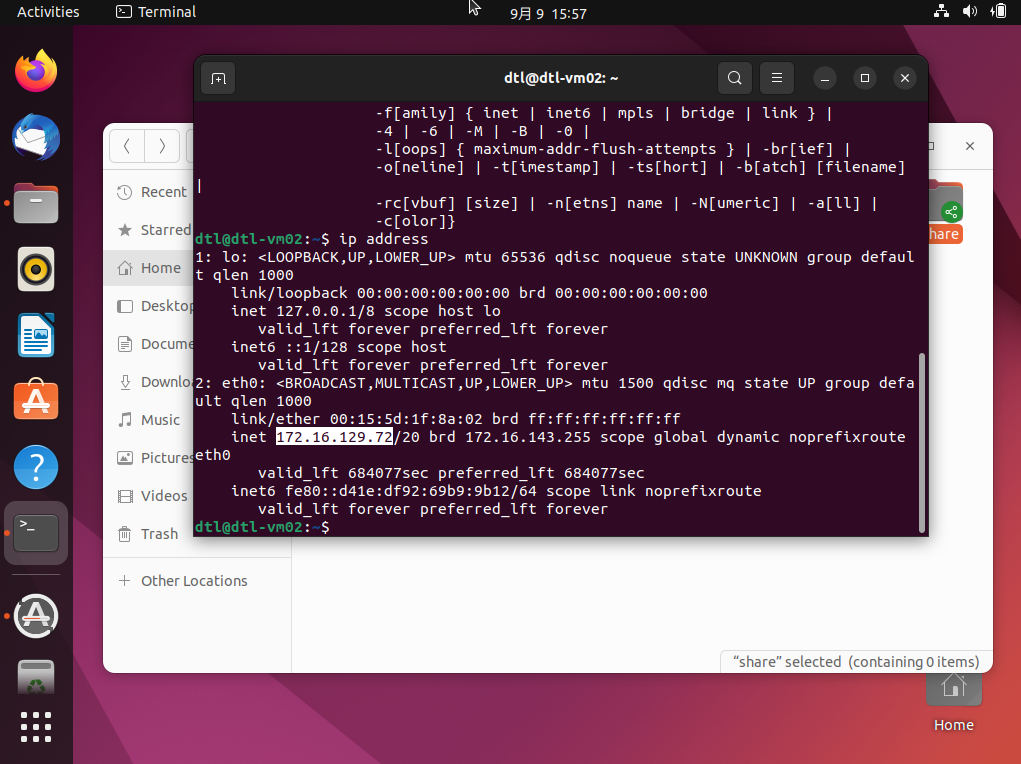 Activities
Terminal
9月 9 15:57
dtl@dtl-vm02: ~
-f[amily] { inet | inet6 | mpls | bridge | link } |
-4 | -6 | -M | -B | -0 |
-l[oops] { maximum-addr-flush-attempts } | -br[ief] |
-o[neline] | -t[imestamp] | -ts[hort] | -b[atch] [filename]
|
-rc[vbuf] [size] | -n[etns] name | -N[umeric] | -a[ll] |
-c[olor]}
dtl@dtl-vm02:~$ ip address
1: lo: <LOOPBACK,UP,LOWER_UP> mtu 65536 qdisc noqueue state UNKNOWN group defaul
t qlen 1000
link/loopback 00:00:00:00:00:00 brd 00:00:00:00:00:00
inet 127.0.0.1/8 scope host lo
valid_lft forever preferred_lft forever
inet6 ::1/128 scope host
valid_lft forever preferred_lft forever
2: eth0: <BROADCAST,MULTICAST,UP,LOWER_UP> mtu 1500 qdisc mq state UP group defa
ult qlen 1000
link/ether 00:15:5d:1f:8a:02 brd ff:ff:ff:ff:ff:ff
inet 172.16.129.72/20 brd 172.16.143.255 scope global dynamic noprefixroute
eth0
valid_lft 684077sec preferred_lft 684077sec
inet6 fe80::d41e:df92:69b9:9b12/64 scope link noprefixroute
valid_lft forever preferred_lft forever
dtl@dtl-vm02:~$
Recent
Starred
Home
Desktop
Docume
Downloa
Music
Pictures
Videos
Trash
Other Locations
hare
“share” selected (containing 0 items)
Home